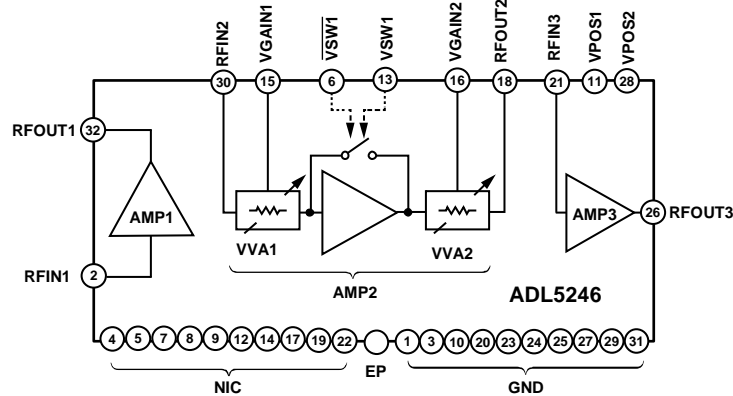 RFIN2
VGAIN1
VSW1
VSW1
VGAIN2
RFOUT2
RFIN3
VPOS1
VPOS2
30 15 6 13 16 18 21 11 28
RFOUT1 32
AMP1
AMP3
26 RFOUT3
VVA1 VVA2
RFIN1 2
AMP2
ADL5246
4 5 7 8 9 12 14 17 19 22 1 3 10 20 23 24 25 27 29 31
EP
NIC GND